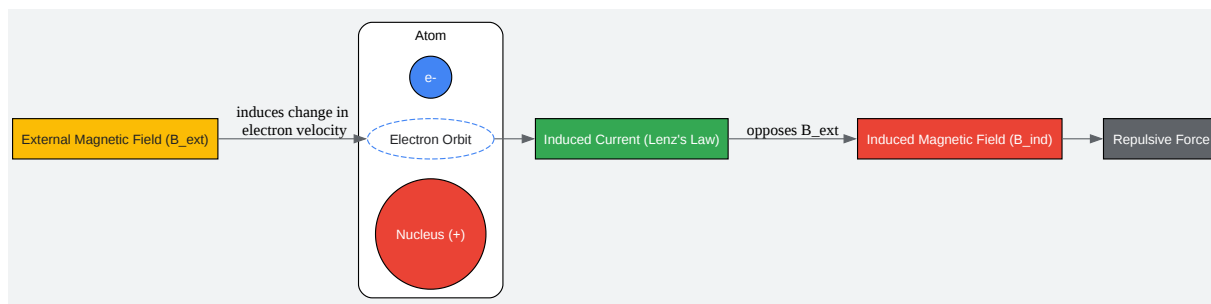 Atom
e-
External Magnetic Field (B_ext)
induces change in
electron velocity
Electron Orbit
Induced Current (Lenz's Law)
opposes B_ext
Induced Magnetic Field (B_ind)
Repulsive Force
Nucleus (+)